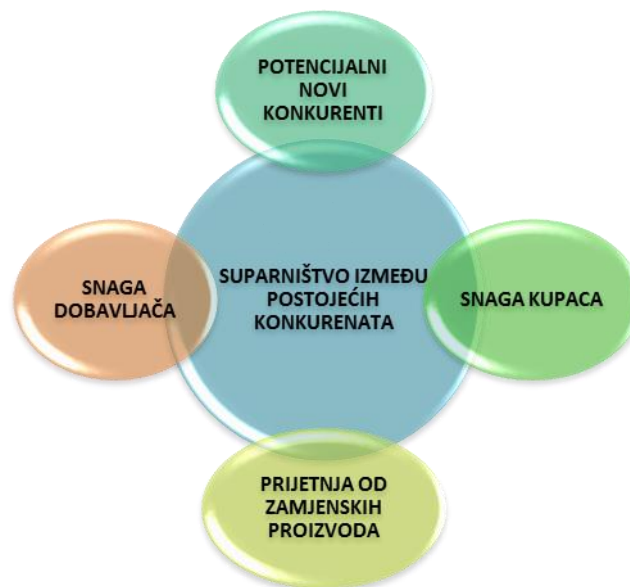 POTENCIJALNI
NOVI
KONKURENTI
SNAGA
DOBAVLJAČA
SUPARNIŠTVO IZMEĐU
POSTOJEĆIH
KONKURENATA
SNAGA KUPACA
PRIJETNJA OD
ZAMJENSKIH
PROIZVODA